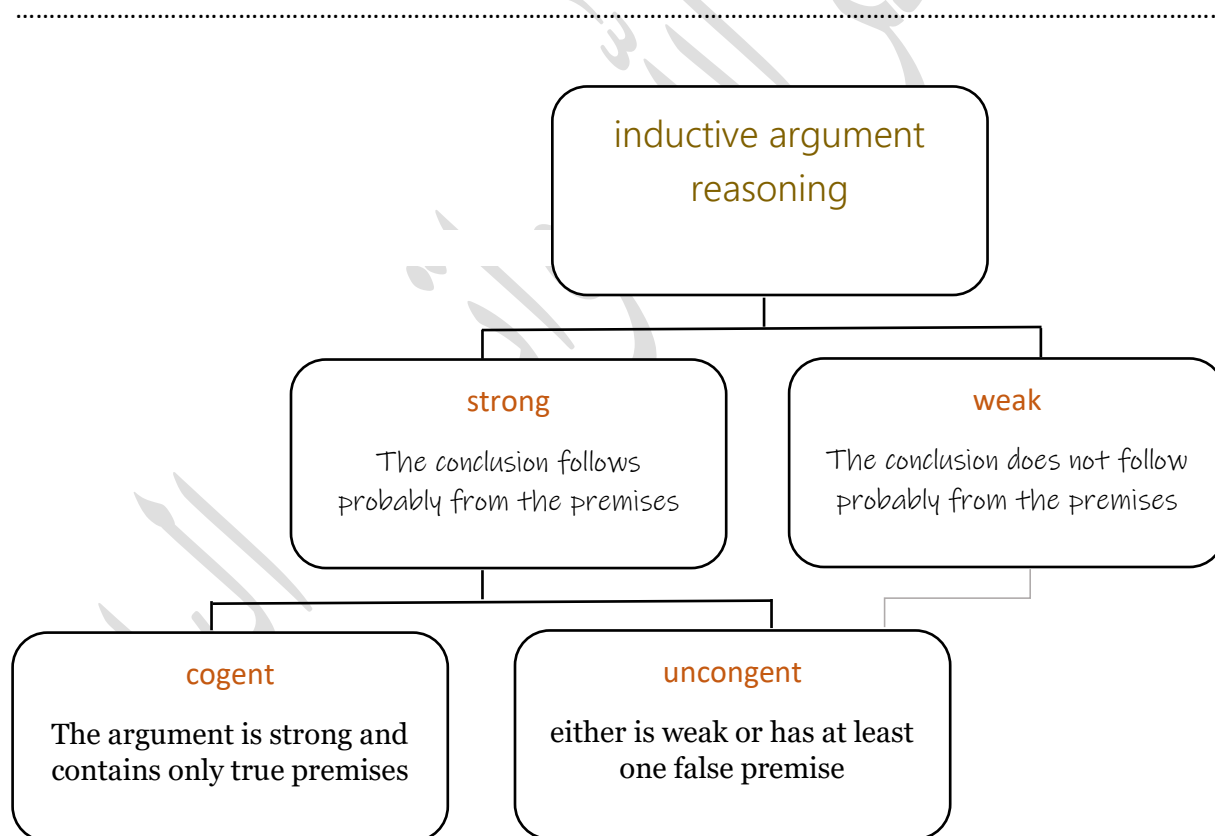 inductive argument
reasoning
strong
The conclusion follows
probably from the premises
weak
The conclusion does not follow
probably from the premises
cogent
The argument is strong and
contains only true premises
uncongent
either is weak or has at least
one false premise